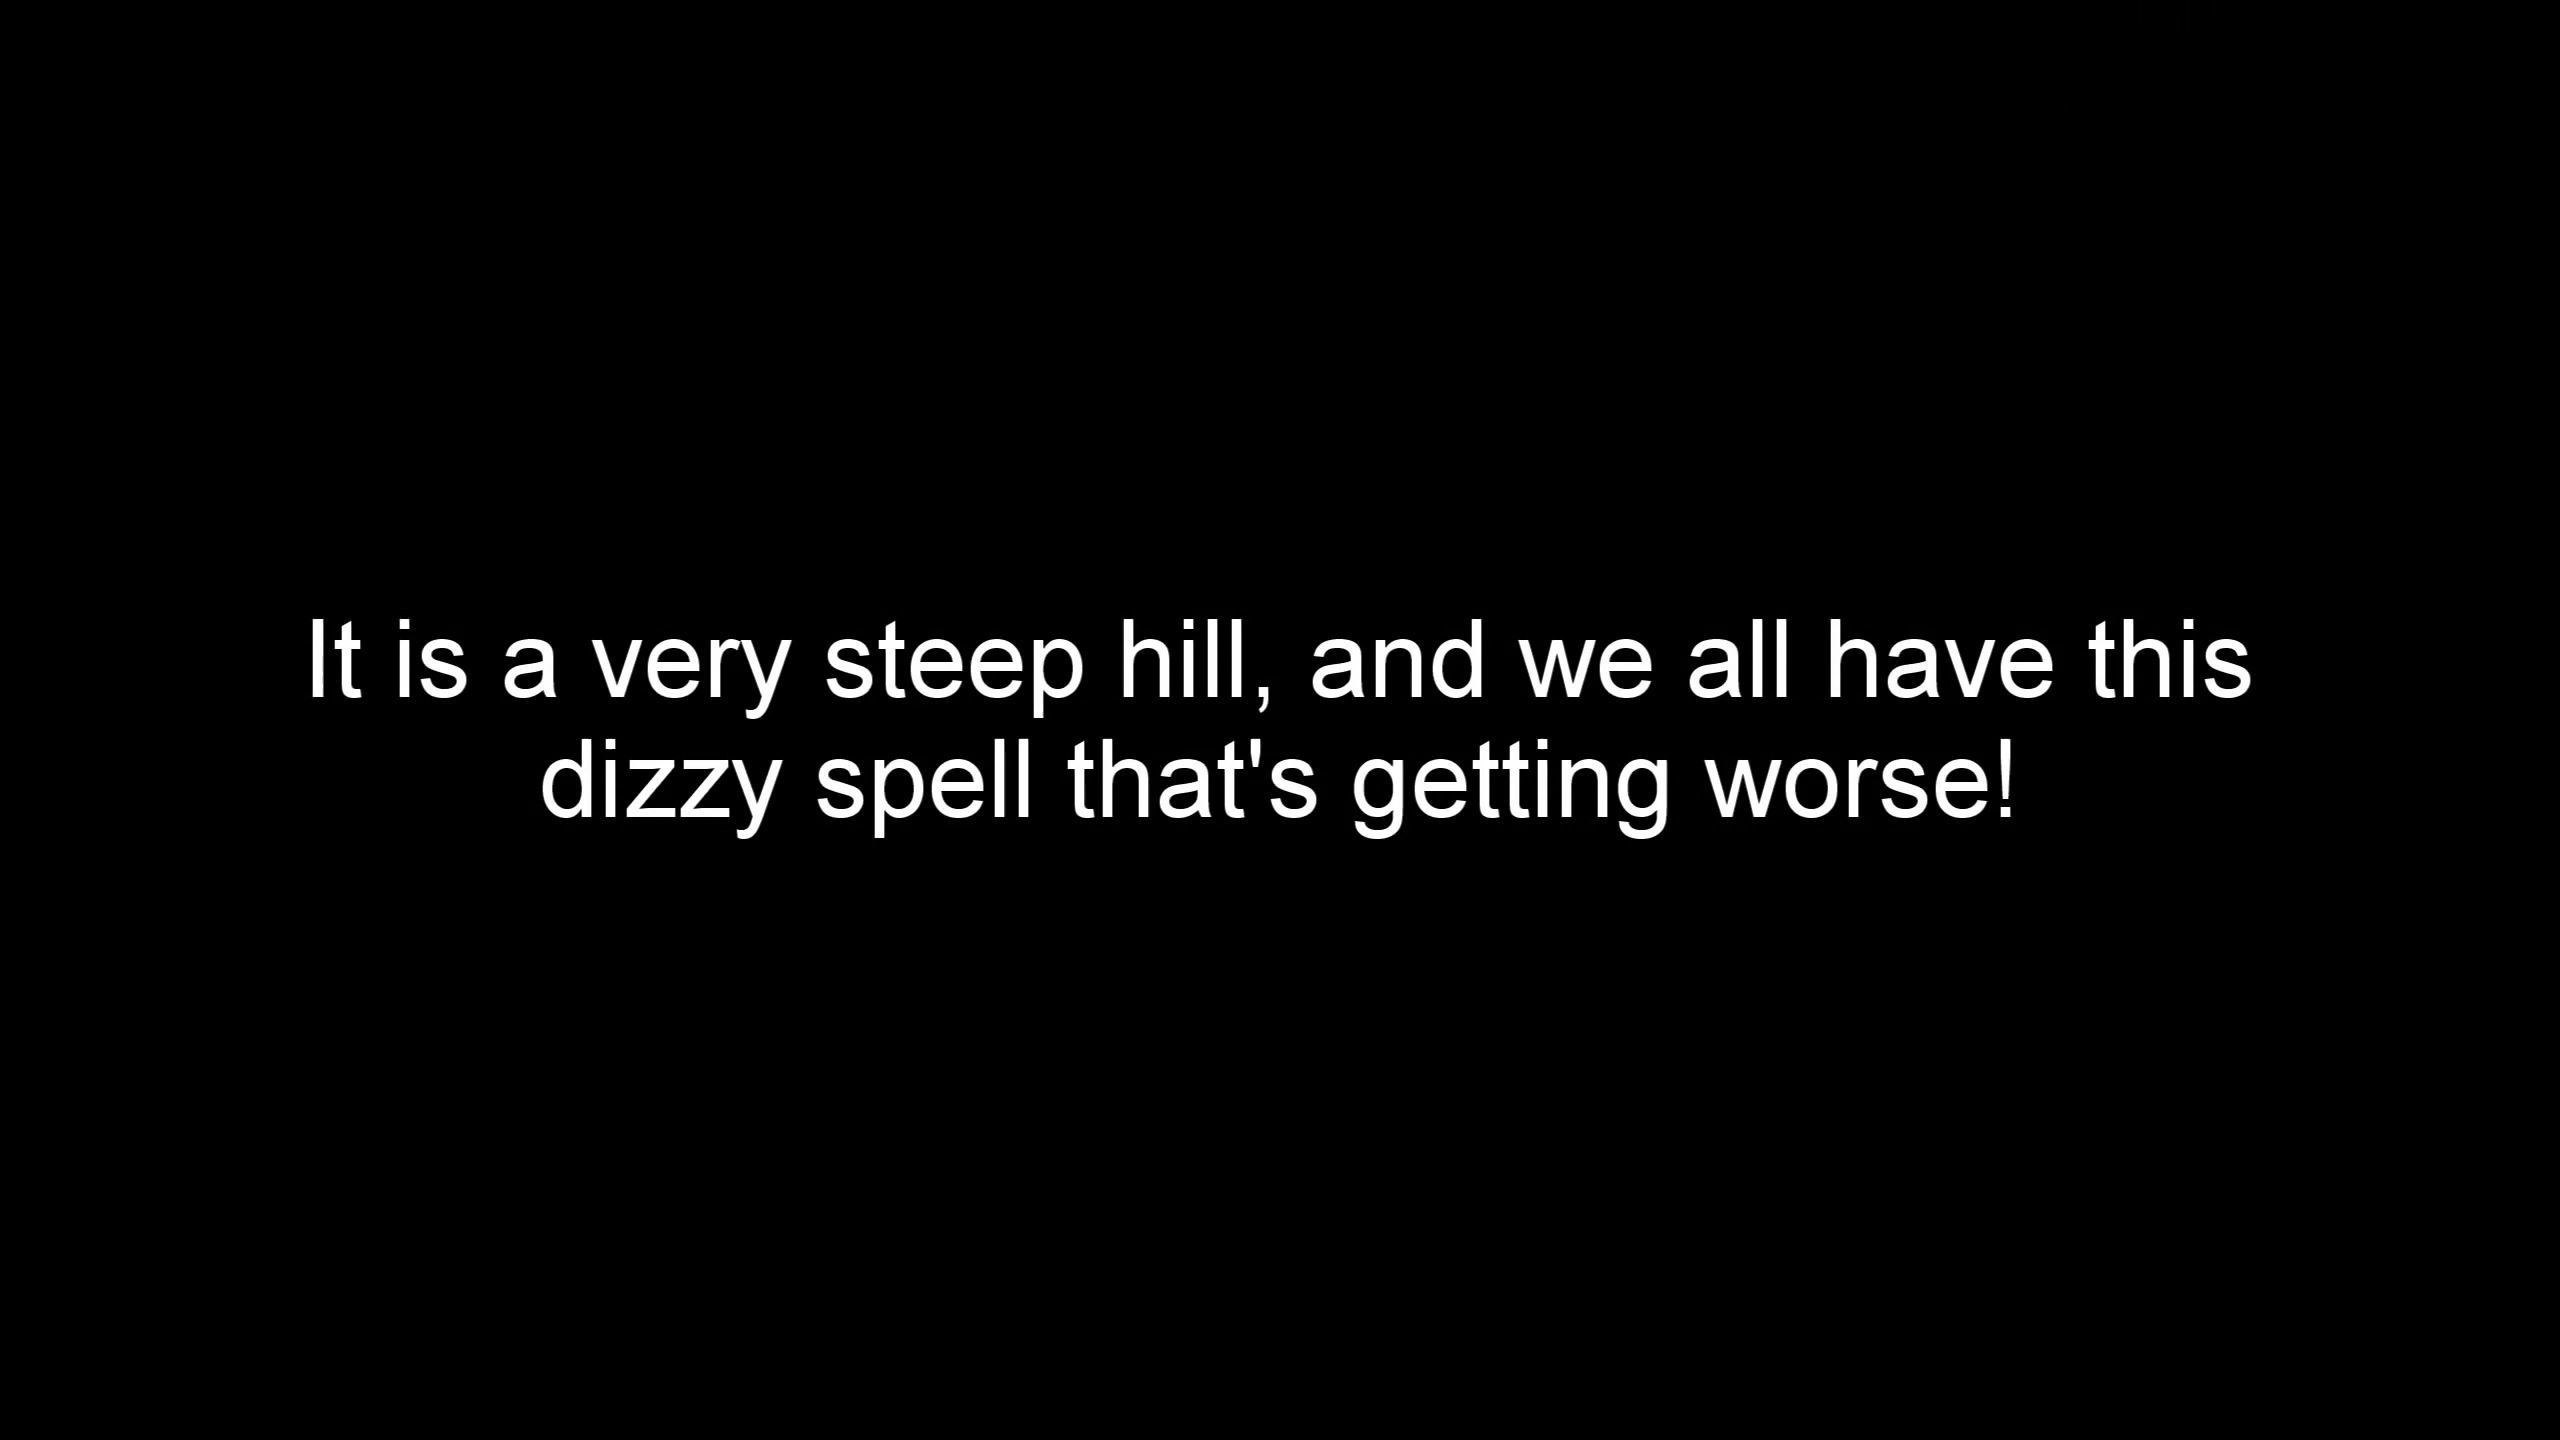 It is a very steep hill, and we all have this
dizzy spell that's getting worse!